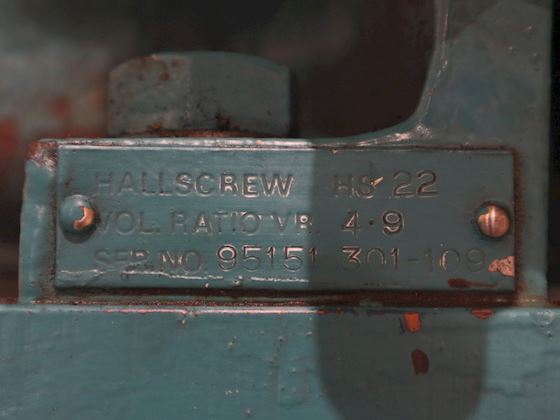 HALLSCREW HS 22
VOL. RATIO VR. 4.9
SER.NO. 95151 301-109